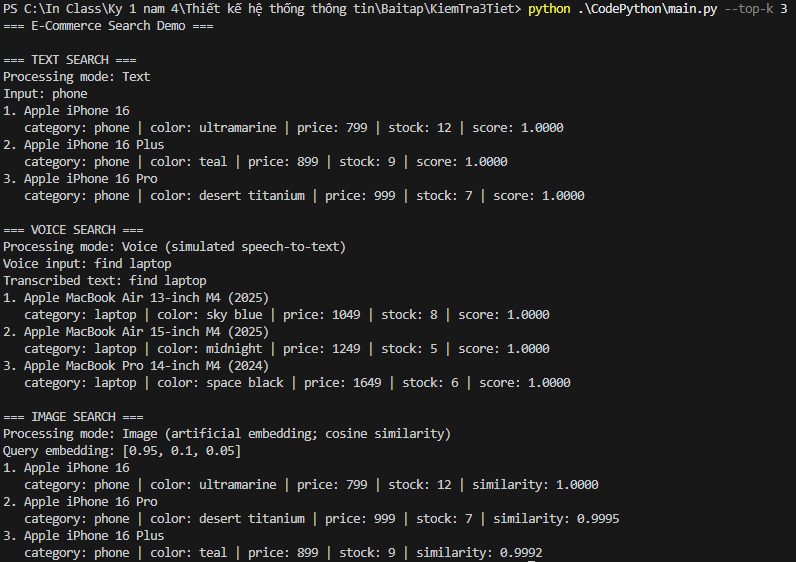 PS C:\In Class\Ky 1 nam 4\Thiết kế hệ thống thông tin\Baitap\KiemTra3Tiet> python .\CodePython\main.py --top-k 3
=== E-Commerce Search Demo ===
=== TEXT SEARCH ===
Processing mode: Text
Input: phone
1. Apple iPhone 16
category: phone | color: ultramarine | price: 799 | stock: 12 | score: 1.0000
2. Apple iPhone 16 Plus
category: phone | color: teal | price: 899 | stock: 9 | score: 1.0000
3. Apple iPhone 16 Pro
category: phone | color: desert titanium | price: 999 | stock: 7 | score: 1.0000
=== VOICE SEARCH ===
Processing mode: Voice (simulated speech-to-text)
Voice input: find laptop
Transcribed text: find laptop
1. Apple MacBook Air 13-inch M4 (2025)
category: laptop | color: sky blue | price: 1049 | stock: 8 | score: 1.0000
2. Apple MacBook Air 15-inch M4 (2025)
category: laptop | color: midnight | price: 1249 | stock: 5 | score: 1.0000
3. Apple MacBook Pro 14-inch M4 (2024)
category: laptop | color: space black | price: 1649 | stock: 6 | score: 1.0000
=== IMAGE SEARCH ===
Processing mode: Image (artificial embedding; cosine similarity)
Query embedding: [0.95, 0.1, 0.05]
1. Apple iPhone 16
category: phone | color: ultramarine | price: 799 | stock: 12 | similarity: 1.0000
2. Apple iPhone 16 Pro
category: phone | color: desert titanium | price: 999 | stock: 7 | similarity: 0.9995
3. Apple iPhone 16 Plus
category: phone | color: teal | price: 899 | stock: 9 | similarity: 0.9992